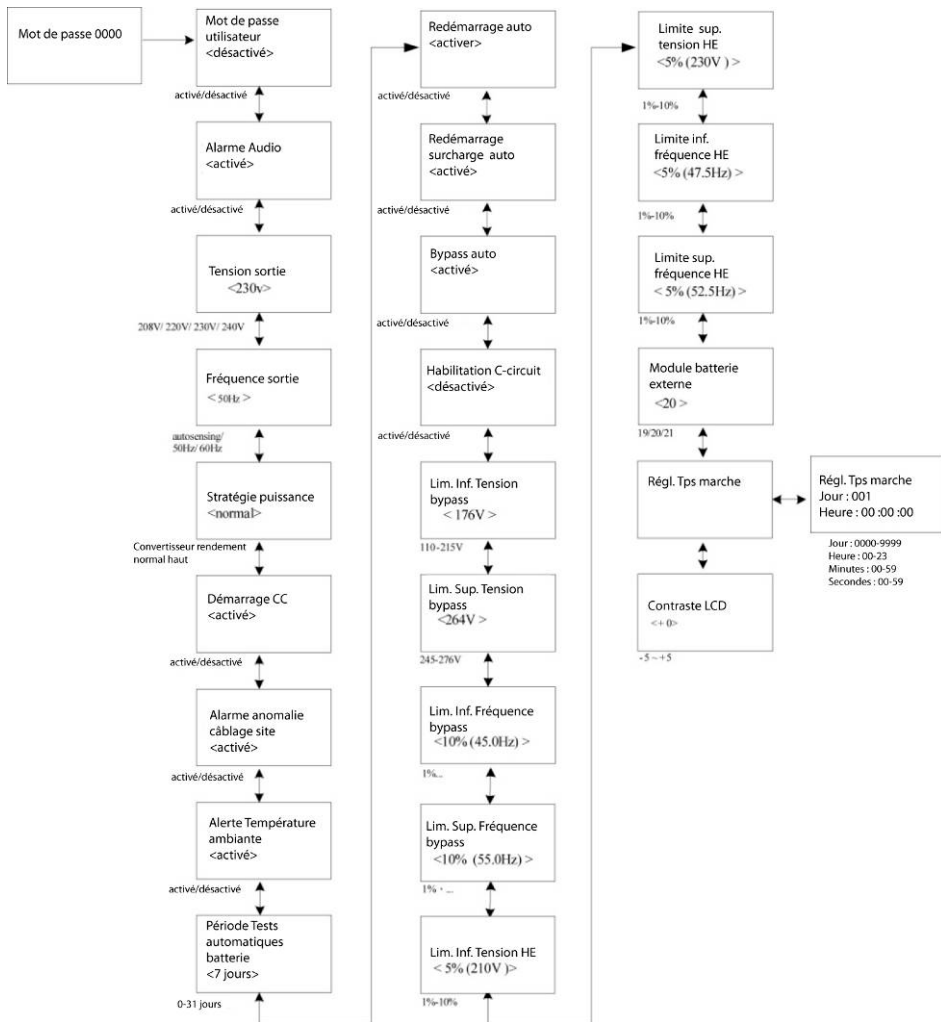 Mot de passe 0000
Mot de passe
utilisateur
<désactivé>
activé/désactivé
Alarme Audio
<activé>
activé/désactivé
Tension sortie
<230v>
208V/ 220V/ 230V/ 240V
Fréquence sortie
< 50Hz >
autosensing/
50Hz/ 60Hz
Stratégie puissance
<normal>
Convertisseur rendement
normal haut
Démarrage CC
<activé>
activé/désactivé
Alarme anomalie
câblage site
<activé>
activé/désactivé
Alerte Température
ambiante
<activé>
activé/désactivé
Période Tests
automatiques
batterie
<7 jours>
0-31 jours
Redémarrage auto
<activer>
activé/désactivé
Redémarrage
surcharge auto
<activé>
activé/désactivé
Bypass auto
<activé>
activé/désactivé
Habilitation C-circuit
<désactivé>
activé/désactivé
Lim. Inf. Tension
bypass
< 176V >
110-215V
Lim. Sup. Tension
bypass
<264V >
245-276V
Lim. Inf. Fréquence
bypass
<10% (45.0Hz) >
1%...
Lim. Sup. Fréquence
bypass
<10% (55.0Hz) >
1% - ...
Lim. Inf. Tension HE
< 5% (210V )>
1%-10%
Limite sup.
tension HE
<5% (230V ) >
1%-10%
Limite inf.
fréquence HE
<5% (47.5Hz) >
1%-10%
Limite sup.
fréquence HE
< 5% (52.5Hz) >
1%-10%
Module batterie
externe
<20 >
19/20/21
Régl. Tps marche
Régl. Tps marche
Jour : 001
Heure : 00 :00 :00
Jour : 0000-9999
Heure : 00-23
Minutes : 00-59
Secondes : 00-59
Contraste LCD
<+ 0>
-5 ~ +5